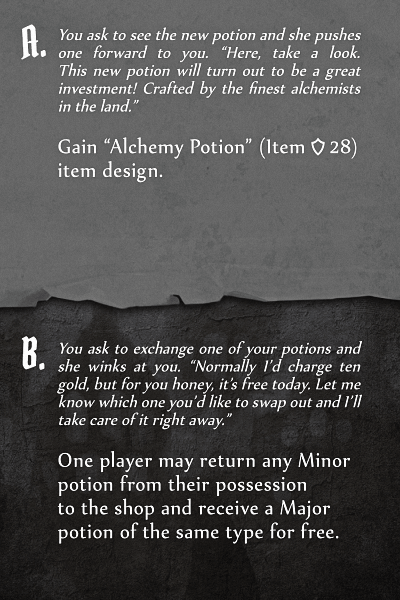 A. You ask to see the new potion and she pushes
one forward to you. “Here, take a look.
This new potion will turn out to be a great
investment! Crafted by the finest alchemists
in the land.”
Gain “Alchemy Potion” (Item 28)
item design.
B. You ask to exchange one of your potions and
she winks at you. “Normally I’d charge ten
gold, but for you honey, it’s free today. Let me
know which one you’d like to swap out and I’ll
take care of it right away.”
One player may return any Minor
potion from their possession
to the shop and receive a Major
potion of the same type for free.